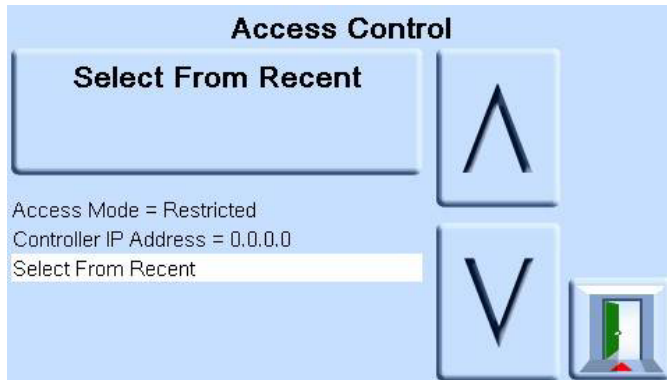 Access Control
Select From Recent
Access Mode = Restricted
Controller IP Address = 0.0.0.0
Select From Recent